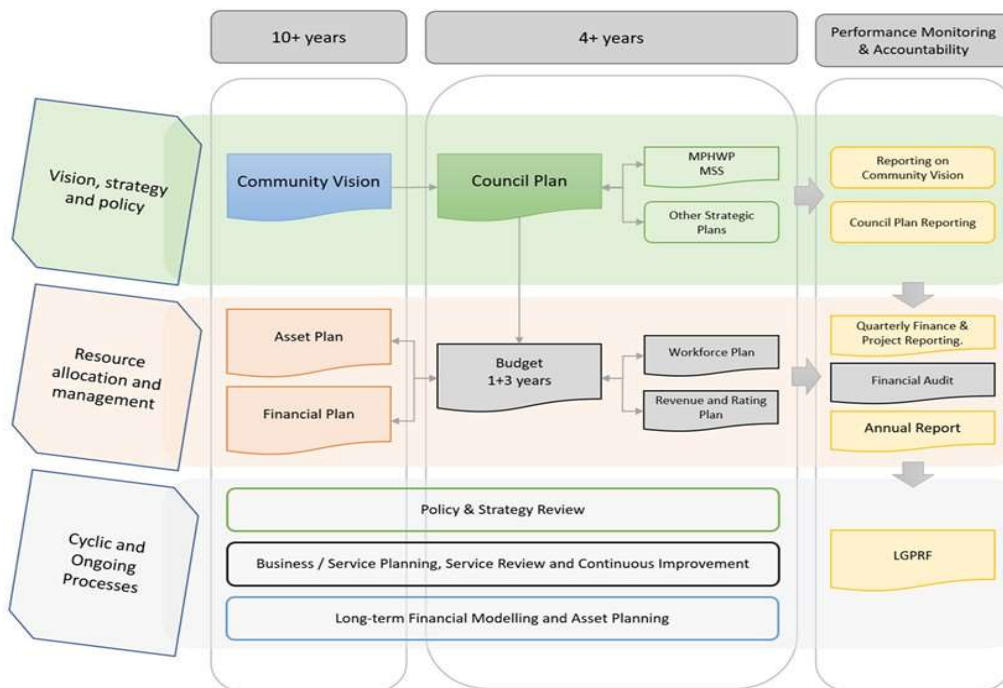 10+ years
4+ years
Performance Monitoring
& Accountability
Vision, strategy
and policy
Community Vision
Council Plan
MPHWP
MSS
Other Strategic
Plans
Reporting on
Community Vision
Council Plan Reporting
Resource
allocation and
management
Asset Plan
Financial Plan
Budget
1+3 years
Workforce Plan
Revenue and Rating
Plan
Quarterly Finance &
Project Reporting.
Financial Audit
Annual Report
Cyclic and
Ongoing
Processes
Policy & Strategy Review
Business / Service Planning, Service Review and Continuous Improvement
Long-term Financial Modelling and Asset Planning
LGPRF